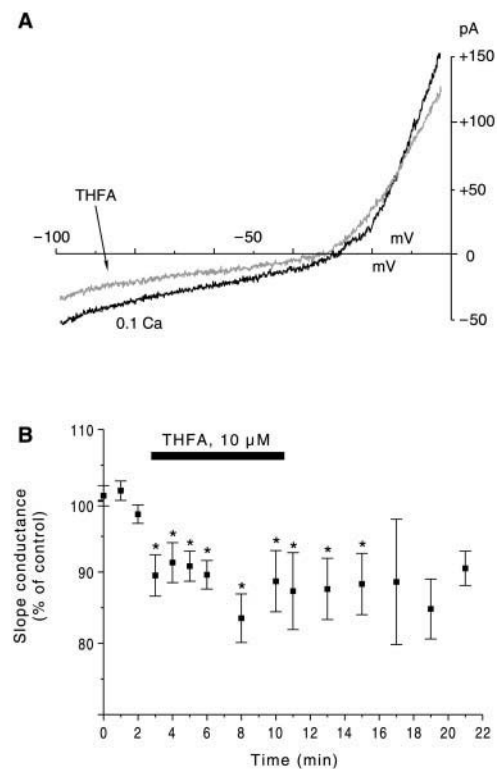 A
pA
+150
+100
+50
THFA
−100
−50
mV
0
mV
0.1 Ca
−50
B
110
THFA, 10 µM
100
90
80
Slope conductance
(% of control)
* * * * * * * * *
0 2 4 6 8 10 12 14 16 18 20 22
Time (min)